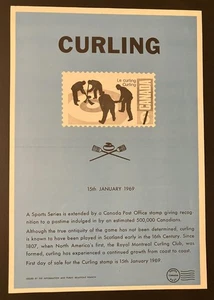 CURLING
Le curling
Curling
CANADA
15th JANUARY 1969
A Sports Series is extended by a Canada Post Office stamp giving recog-
nition to a pastime indulged in by an estimated 500,000 Canadians.
Although the true antiquity of the game has not been determined, curling
is known to have been played in Scotland early in the 16th Century. Since
1807, when North America's first, the Royal Montreal Curling Club, was
formed, curling has experienced a continued growth from coast to coast.
First day of sale for the Curling stamp is 15th January 1969.